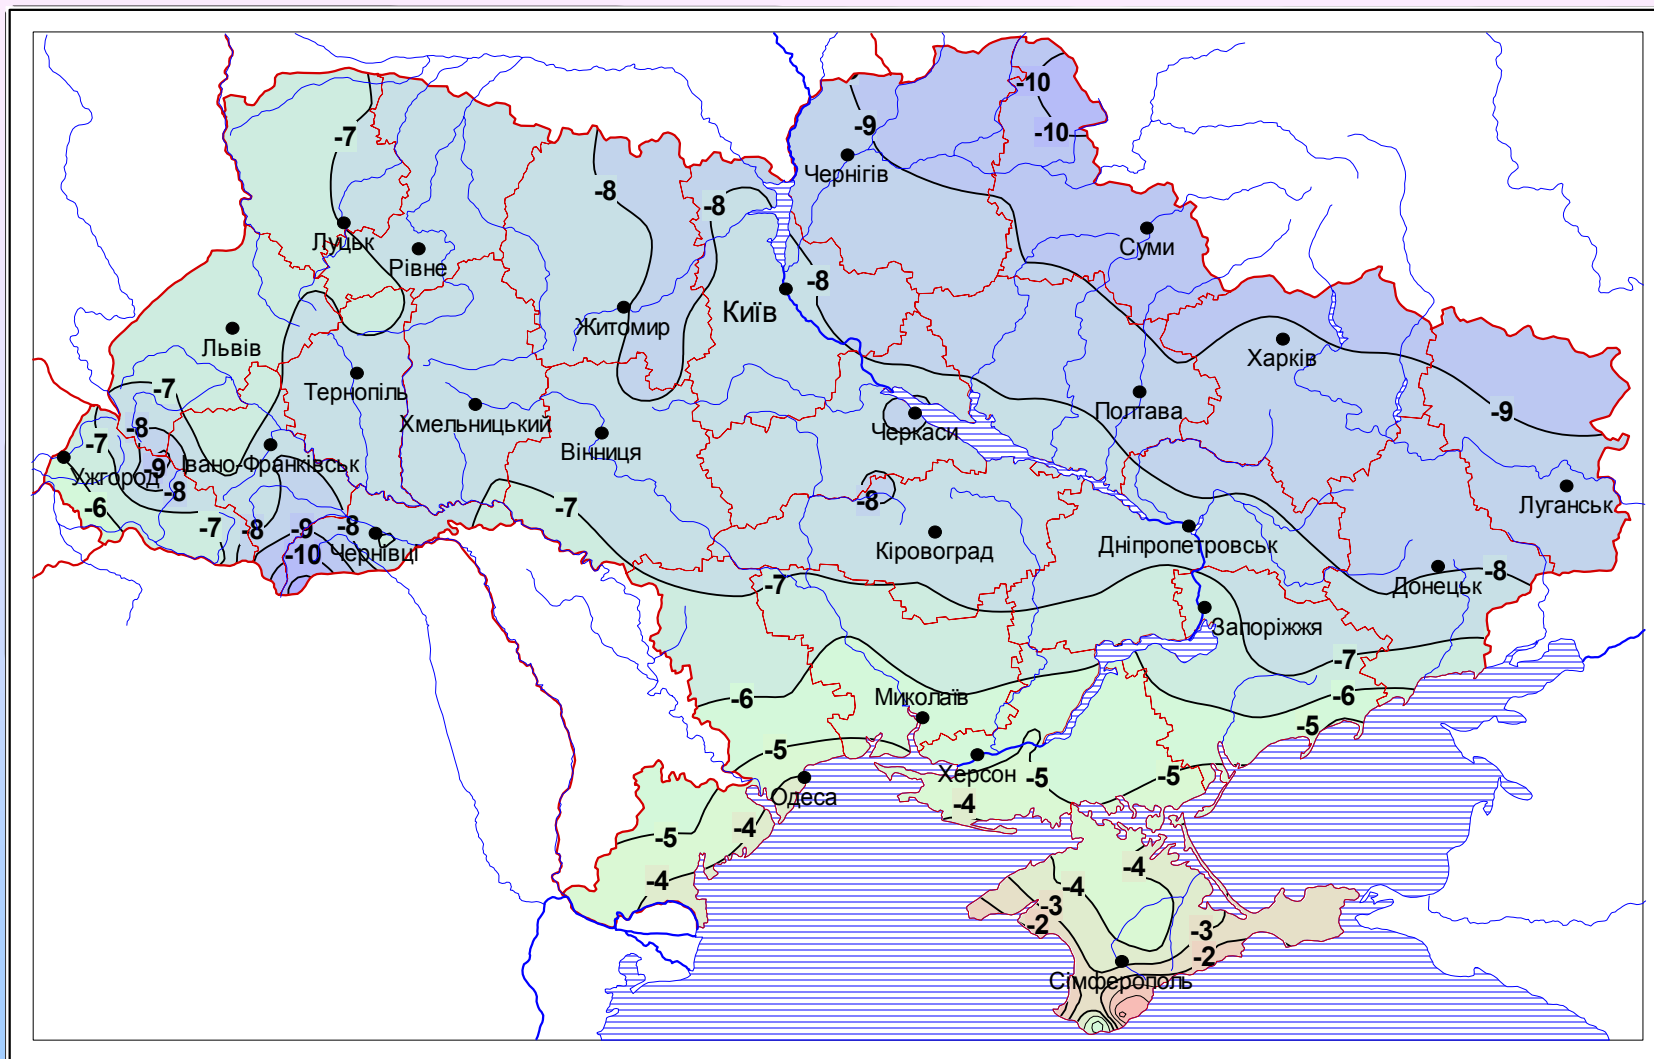 -10
-9
-10
-7
Чернігів
-8
-8
Луцьк
Суми
Рівне
-8
Київ
Житомир
Львів
Харків
Тернопіль
-7
Полтава
-9
Хмельницький
Черкаси
-8
-7
Вінниця
Івано-Франківськ
-9
Ужгород
-8
-8
Луганськ
-6
-7
-7
-8
-9
-8
Дніпропетровськ
Кіровоград
Чернівці
-10
-8
-7
Донецьк
Запоріжжя
-7
-6
Миколаїв
-6
-5
-5
Херсон
-5
-5
Одеса
-4
-4
-5
-4
-4
-4
-3
-2
-3
-2
Сімферополь